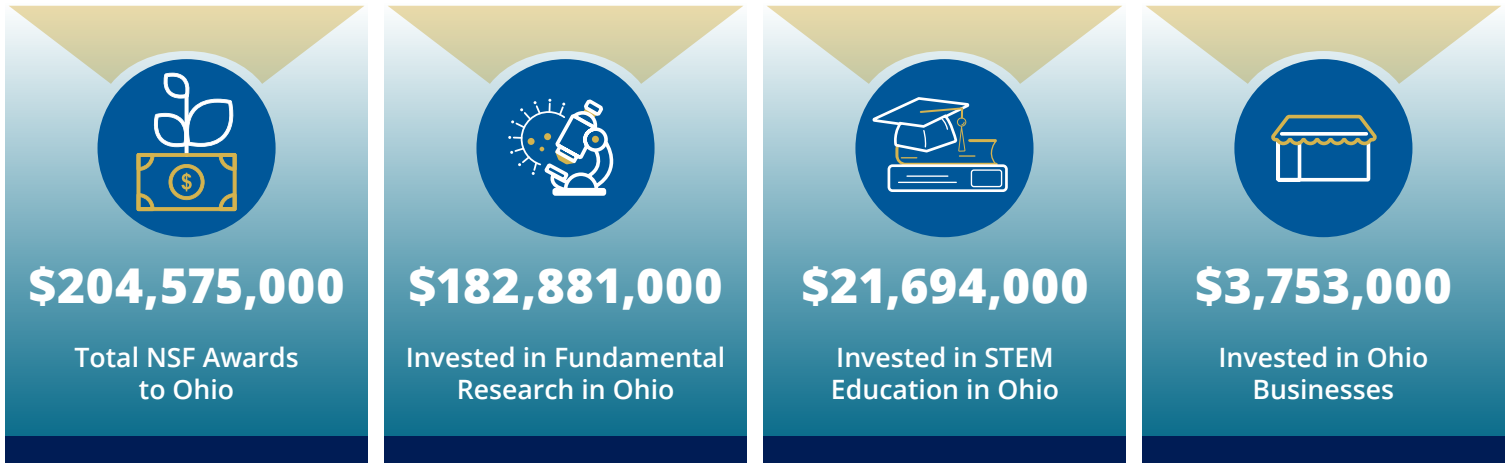 $
$204,575,000
Total NSF Awards
to Ohio
$182,881,000
Invested in Fundamental
Research in Ohio
$21,694,000
Invested in STEM
Education in Ohio
$3,753,000
Invested in Ohio
Businesses